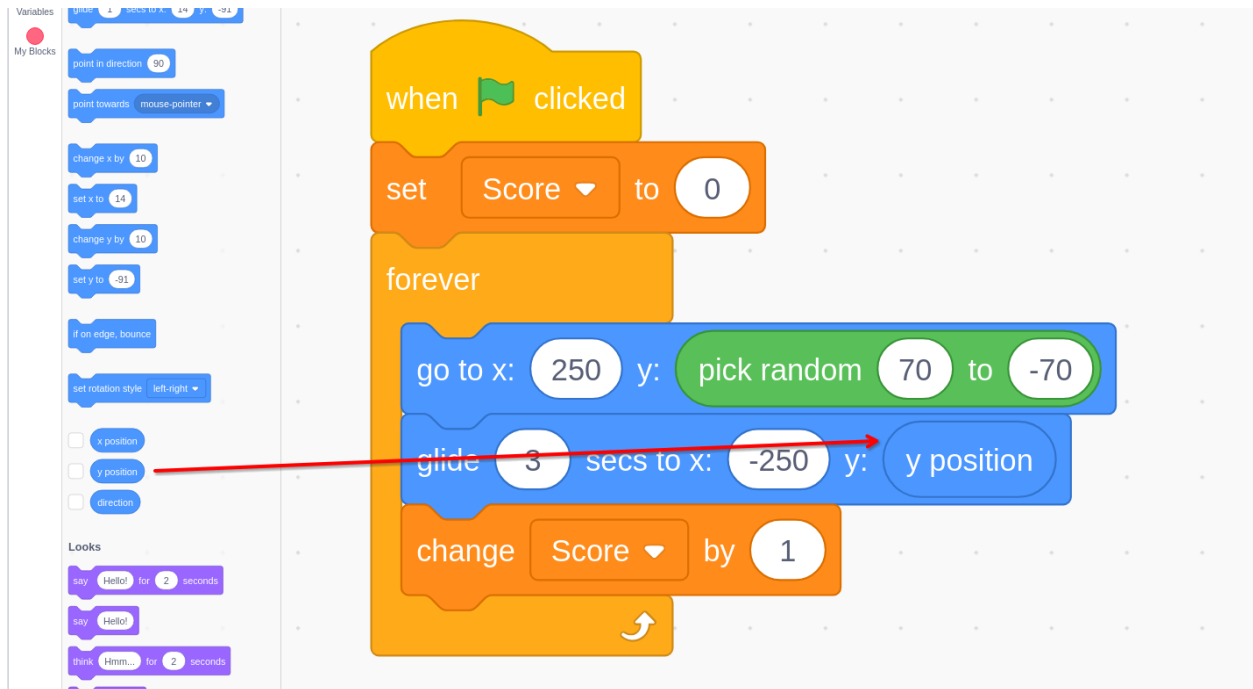 Variables
My Blocks
glide 1 secs to x: 14 y: -91
point in direction 90
point towards mouse-pointer
change x by 10
set x to 14
change y by 10
set y to -91
if on edge, bounce
set rotation style left-right
x position
y position
direction
Looks
say Hello! for 2 seconds
say Hello!
think Hmm... for 2 seconds
when clicked
set Score to 0
forever
go to x: 250 y: pick random 70 to -70
glide 3 secs to x: -250 y: y position
change Score by 1